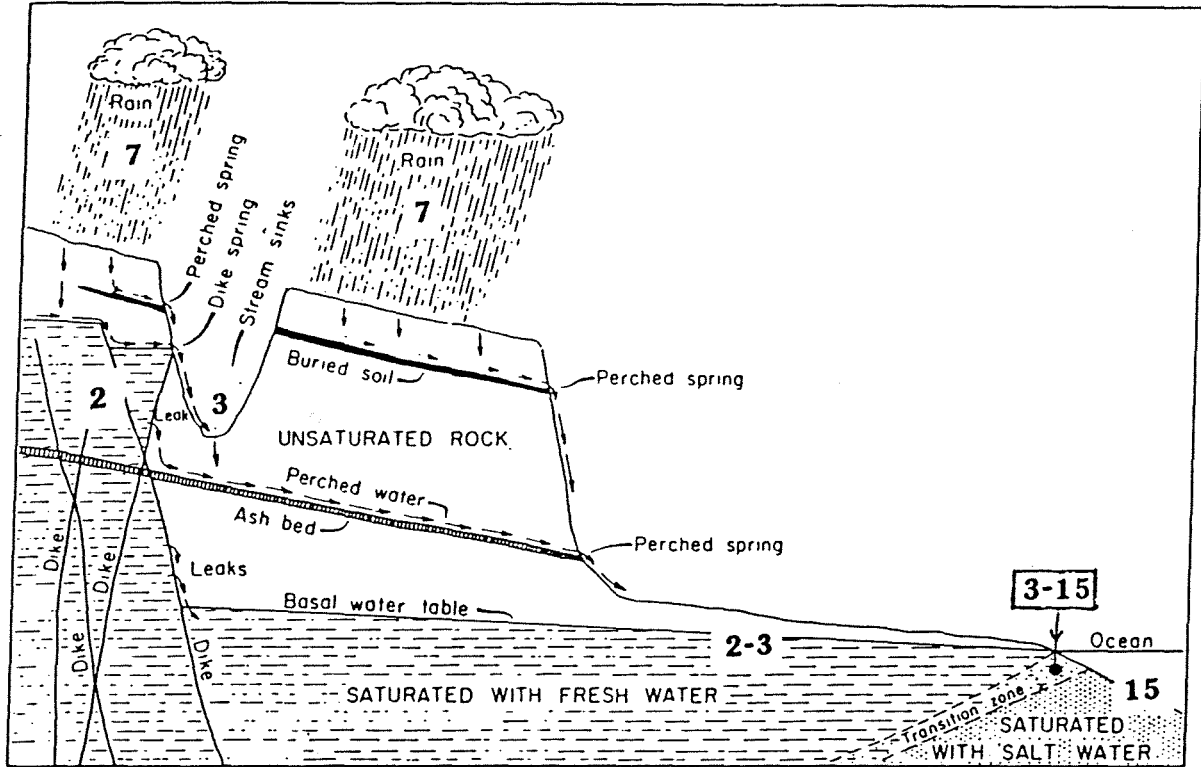 Rain
7
Rain
7
Perched spring
Dike spring
Stream sinks
Buried soil
Perched spring
2
3
Leak
UNSATURATED ROCK
Perched water
Ash bed
Perched spring
Dike
Dike
Leaks
3-15
Basal water table
Ocean
2-3
Dike
Dike
SATURATED WITH FRESH WATER
15
Transition zone
SATURATED
WITH SALT WATER